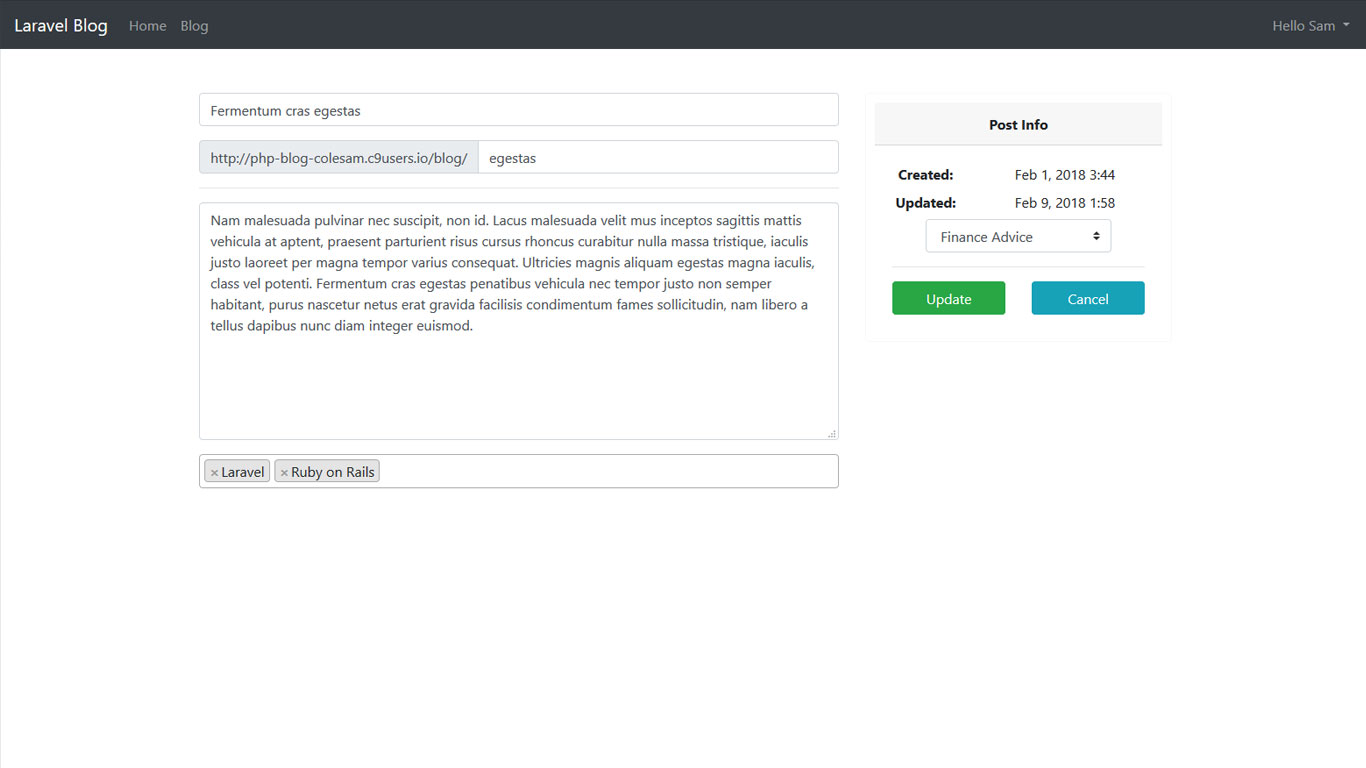 Laravel Blog Home Blog Hello Sam
Fermentum cras egestas
http://php-blog-colesam.c9users.io/blog/ egestas
Nam malesuada pulvinar nec suscipit, non id. Lacus malesuada velit mus inceptos sagittis mattis
vehicula at aptent, praesent parturient risus cursus rhoncus curabitur nulla massa tristique, iaculis
justo laoreet per magna tempor varius consequat. Ultricies magnis aliquam egestas magna iaculis,
class vel potenti. Fermentum cras egestas penatibus vehicula nec tempor justo non semper
habitant, purus nascetur netus erat gravida facilisis condimentum fames sollicitudin, nam libero a
tellus dapibus nunc diam integer euismod.
×Laravel ×Ruby on Rails
Post Info
Created: Feb 1, 2018 3:44
Updated: Feb 9, 2018 1:58
Finance Advice
Update Cancel